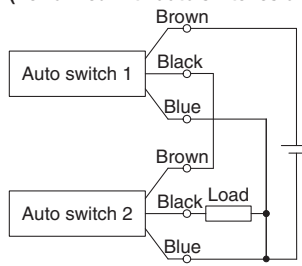 Brown
Auto switch 1
Black
Blue
Brown
Auto switch 2
Black
Load
Blue